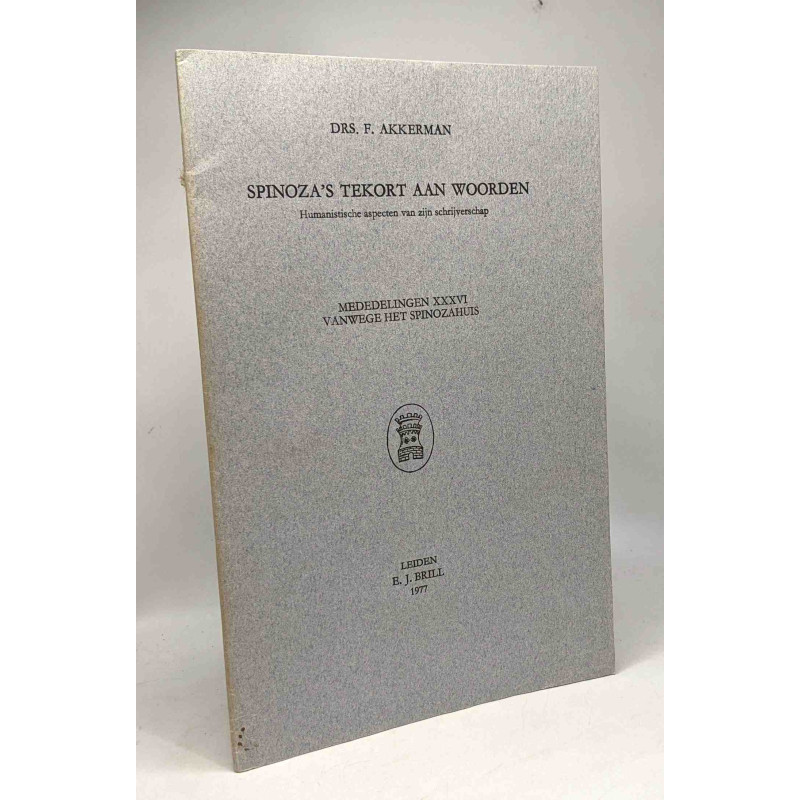 DRS. F. AKKERMAN
SPINOZA'S TEKORT AAN WOORDEN
Humanistische aspecten van zijn schrijverschap
MEDEDELINGEN XXXVI
VANWEGE HET SPINOZAHUIS
LEIDEN
E. J. BRILL
1977